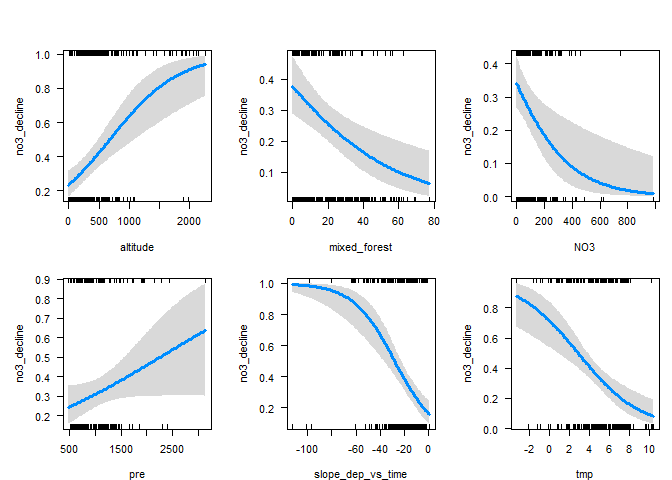 no3_decline
1.0
0.8
0.6
0.4
0.2
0 500 1000 2000
altitude
no3_decline
0.4
0.3
0.2
0.1
0 20 40 60 80
mixed_forest
no3_decline
0.4
0.3
0.2
0.1
0.0
0 200 400 600 800
NO3
no3_decline
0.9
0.8
0.7
0.6
0.5
0.4
0.3
0.2
500 1500 2500
pre
no3_decline
1.0
0.8
0.6
0.4
0.2
-100 -60 -40 -20 0
slope_dep_vs_time
no3_decline
0.8
0.6
0.4
0.2
0.0
-2 0 2 4 6 8 10
tmp